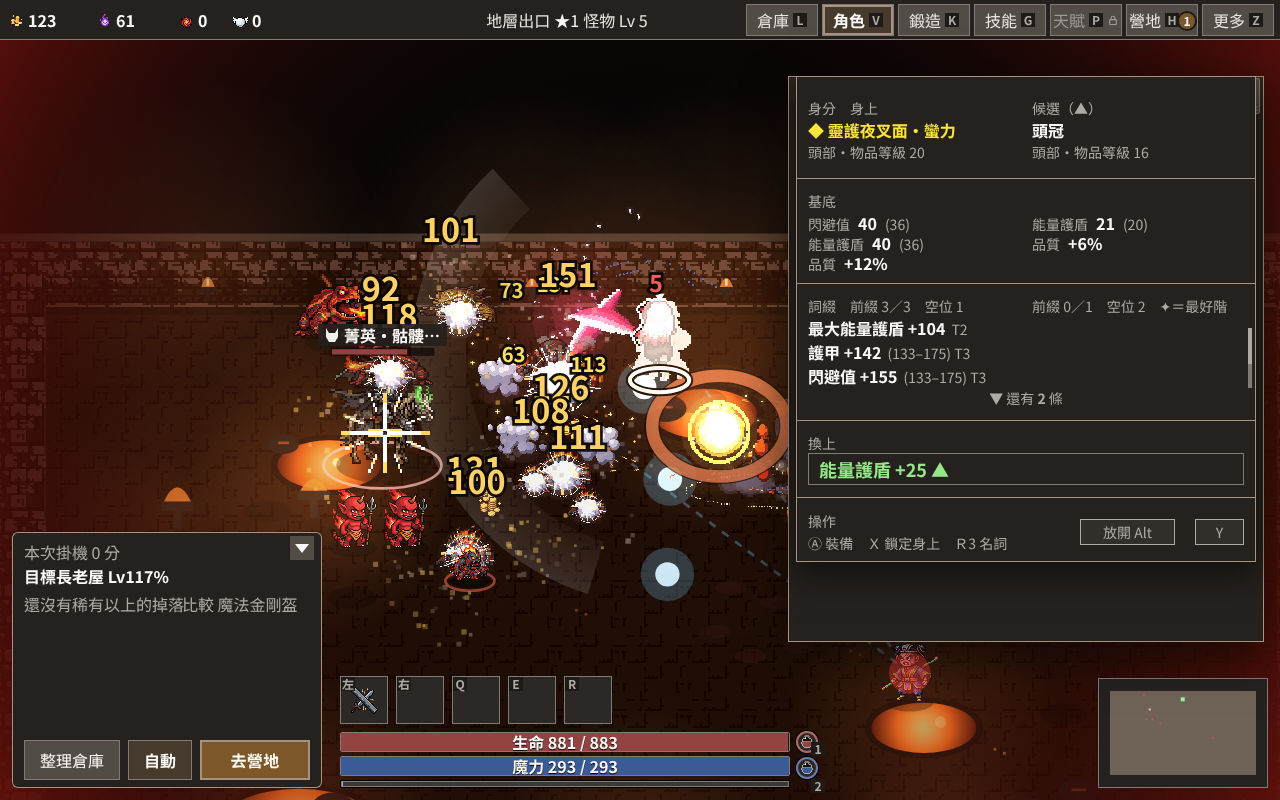 123 61 0 0
地層出口 ★1 怪物 Lv 5
倉庫 L 角色 V 鍛造 K 技能 G 天賦 P 營地 H 1 更多 Z
身分 身上 候選（▲）
◆ 靈護夜叉面・蠻力 頭冠
頭部・物品等級 20 頭部・物品等級 16
基底
閃避值 40 (36) 能量護盾 21 (20)
能量護盾 40 (36) 品質 +6%
品質 +12%
詞綴 前綴 3／3 空位 1 前綴 0／1 空位 2 ✦＝最好階
最大能量護盾 +104 T2
護甲 +142 (133–175) T3
閃避值 +155 (133–175) T3
▼ 還有 2 條
換上
能量護盾 +25 ▲
操作
Ⓐ 裝備 X 鎖定身上 R3 名詞
放開 Alt Y
101
92
118
73
151
5
菁英・骷髏…
63
113
126
108
111
121
100
本次掛機 0 分
目標長老屋 Lv117%
還沒有稀有以上的掉落比較 魔法金剛盔
整理倉庫 自動 去營地
左 右 Q E R
生命 881 / 883 1
魔力 293 / 293
2